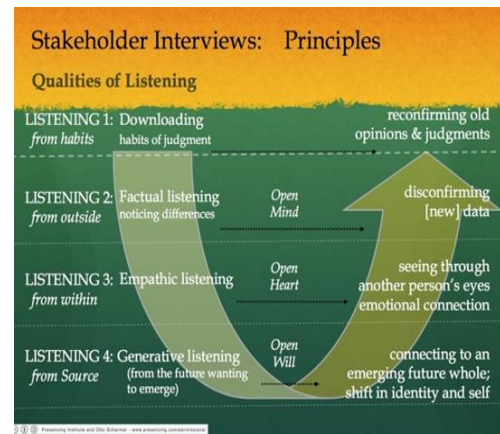 Stakeholder Interviews: Principles
Qualities of Listening
LISTENING 1: Downloading
from habits habits of judgment
reconfirming old
opinions & judgments
LISTENING 2: Factual listening
from outside noticing differences
Open
Mind
disconfirming
[new] data
LISTENING 3: Empathic listening
from within
Open
Heart
seeing through
another person's eyes
emotional connection
LISTENING 4: Generative listening
from Source (from the future wanting
to emerge)
Open
Will
connecting to an
emerging future whole;
shift in identity and self
Presencing Institute and Otto Scharmer - www.presencing.com/permissions/